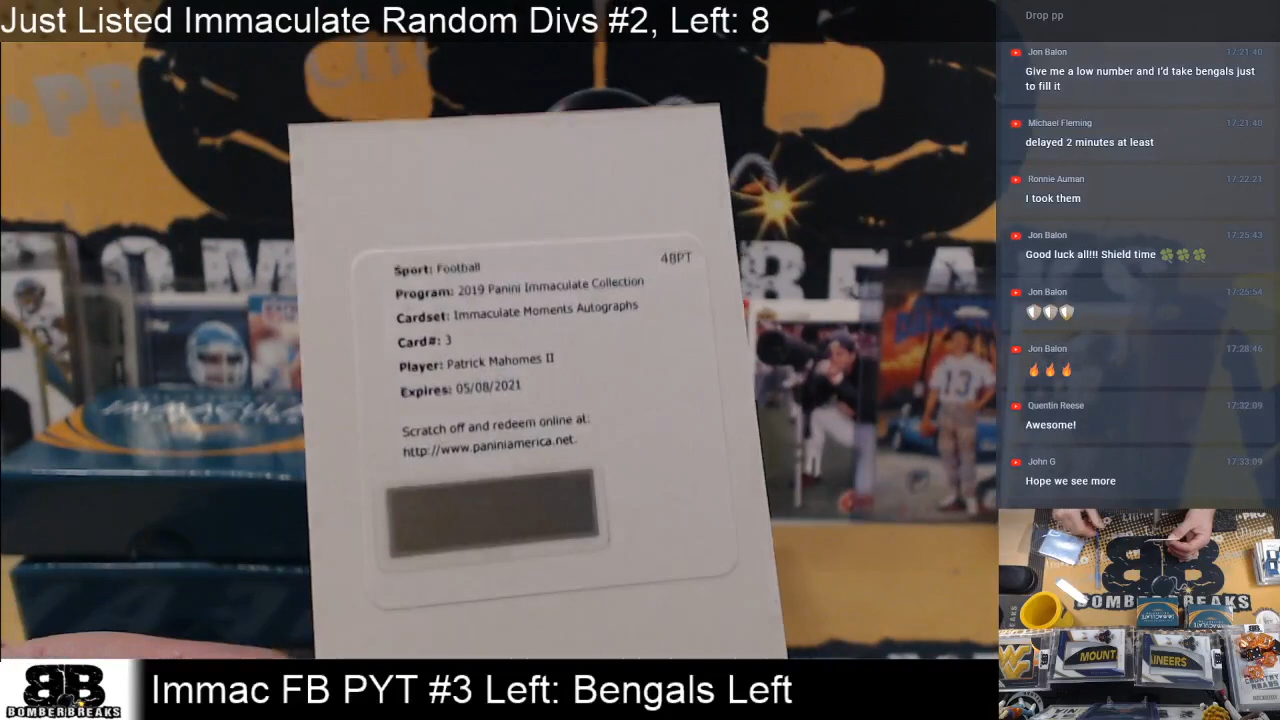 Just Listed Immaculate Random Divs #2, Left: 8
48PT
Sport: Football
Program: 2019 Panini Immaculate Collection
Cardset: Immaculate Moments Autographs
Card#: 3
Player: Patrick Mahomes II
Expires: 05/08/2021
Scratch off and redeem online at:
http://www.paniniamerica.net.
13
Drop pp
Jon Balon 17:21:40
Give me a low number and I'd take bengals just
to fill it
Michael Fleming 17:21:40
delayed 2 minutes at least
Ronnie Auman 17:22:21
I took them
Jon Balon 17:25:43
Good luck all!!! Shield time 🍀🍀🍀
Jon Balon 17:25:54
🛡🛡🛡
Jon Balon 17:28:46
🔥🔥🔥
Quentin Reese 17:32:09
Awesome!
John G 17:33:09
Hope we see more
BOMBERBREAKS
MOUNT
AINEERS
BOMBERBREAKS
Immac FB PYT #3 Left: Bengals Left